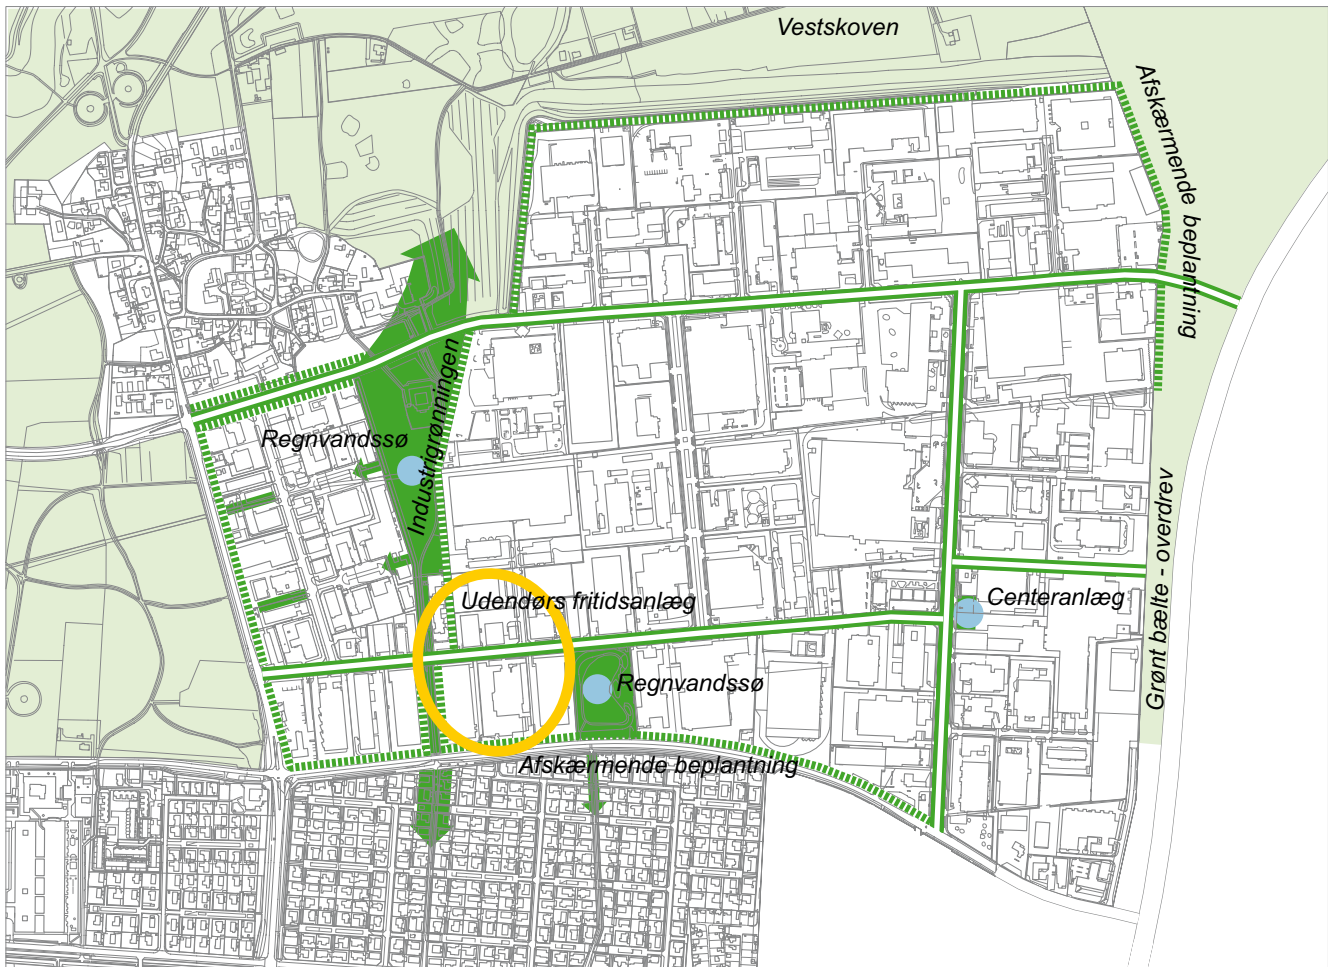 Vestskoven
Afskærmende beplantning
Regnvandssø
Industrigrønningen
Udendørs fritidsanlæg
Centeranlæg
Grønt bælte - overdrev
Regnvandssø
Afskærmende beplantning